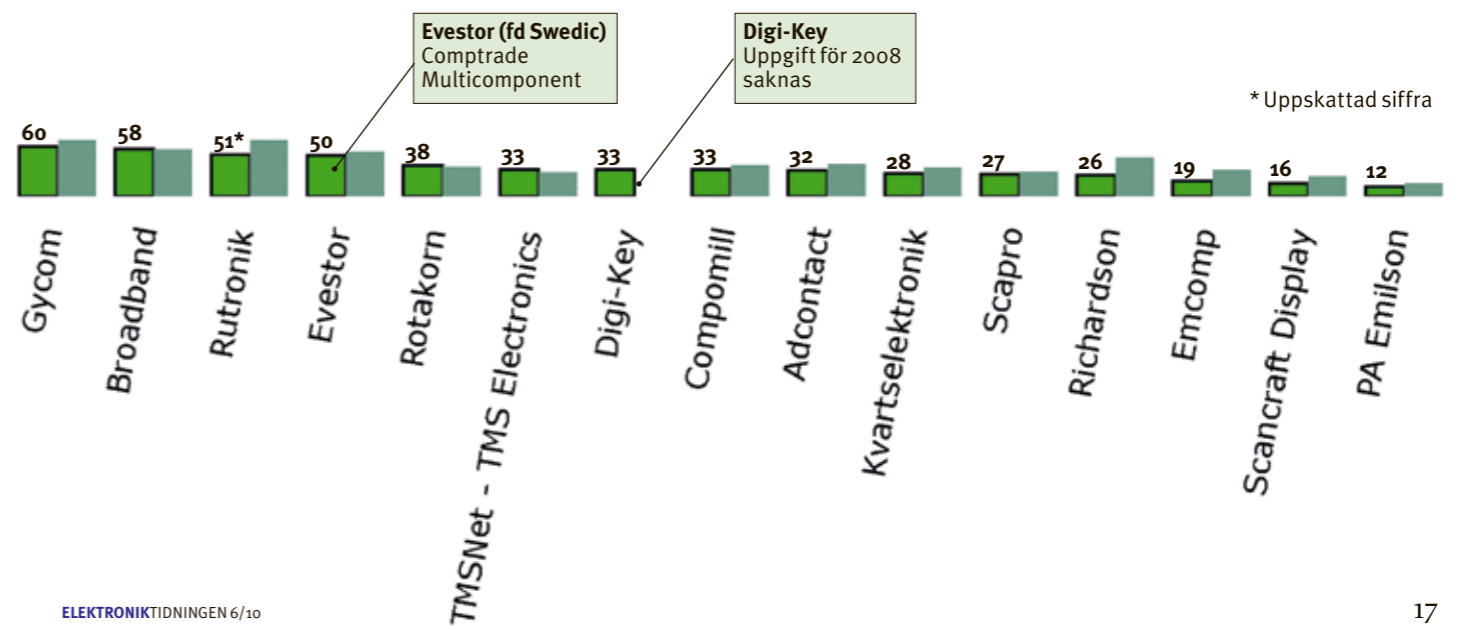 Evestor (fd Swedic)
Comptrade
Multicomponent
Digi-Key
Uppgift för 2008
saknas
* Uppskattad siffra
60
58
51*
50
38
33
33
33
32
28
27
26
19
16
12
Gycom
Broadband
Rutronik
Evestor
Rotakorn
TMSNet - TMS Electronics
Digi-Key
Compomill
Adcontact
Kvartselektronik
Scapro
Richardson
Emcomp
Scancraft Display
PA Emilson
ELEKTRONIKTIDNINGEN 6/10
17